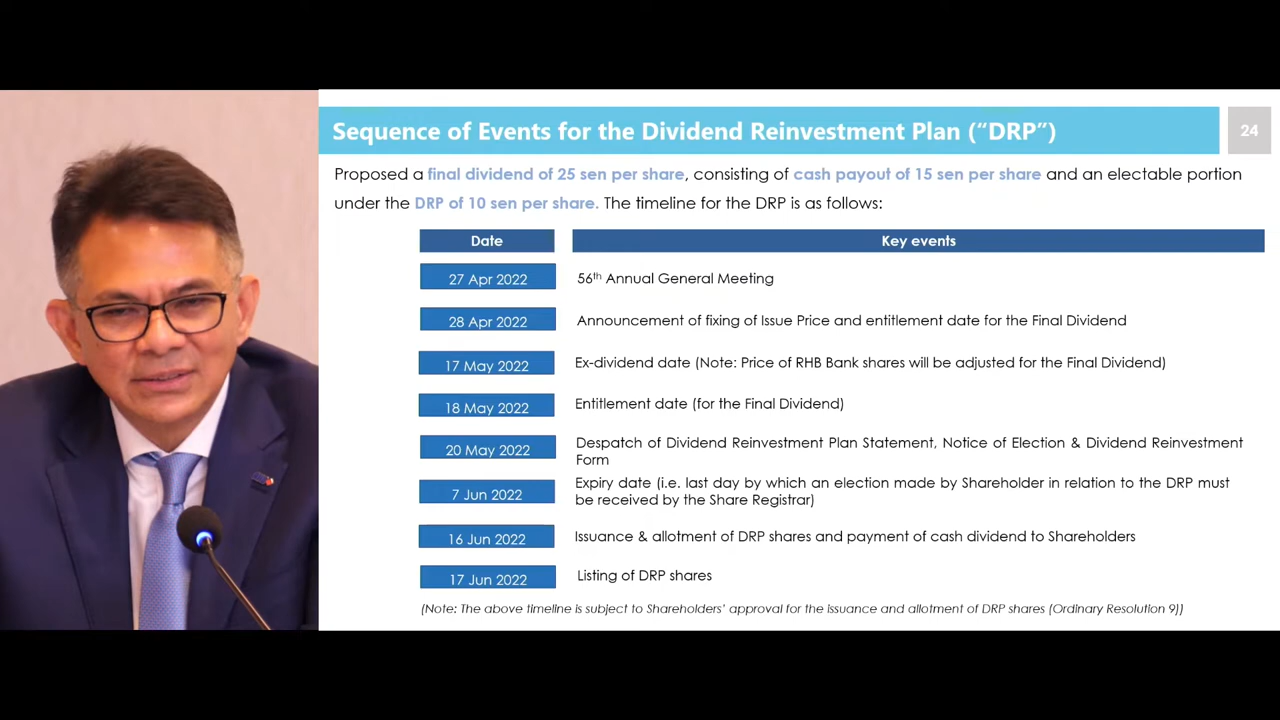 Sequence of Events for the Dividend Reinvestment Plan (“DRP”)
24
Proposed a final dividend of 25 sen per share, consisting of cash payout of 15 sen per share and an electable portion
under the DRP of 10 sen per share. The timeline for the DRP is as follows:
Date Key events
27 Apr 2022 56th Annual General Meeting
28 Apr 2022 Announcement of fixing of Issue Price and entitlement date for the Final Dividend
17 May 2022 Ex-dividend date (Note: Price of RHB Bank shares will be adjusted for the Final Dividend)
18 May 2022 Entitlement date (for the Final Dividend)
20 May 2022 Despatch of Dividend Reinvestment Plan Statement, Notice of Election & Dividend Reinvestment
Form
7 Jun 2022 Expiry date (i.e. last day by which an election made by Shareholder in relation to the DRP must
be received by the Share Registrar)
16 Jun 2022 Issuance & allotment of DRP shares and payment of cash dividend to Shareholders
17 Jun 2022 Listing of DRP shares
(Note: The above timeline is subject to Shareholders’ approval for the issuance and allotment of DRP shares (Ordinary Resolution 9))